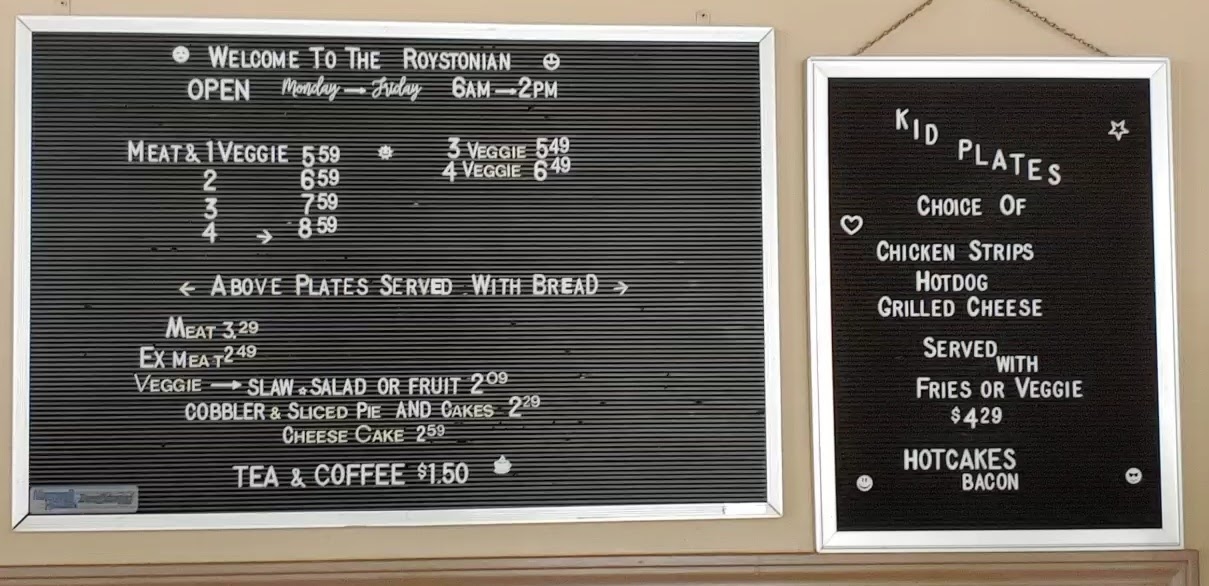 WELCOME TO THE ROYSTONIAN
OPEN Monday → Friday 6AM → 2PM
MEAT & 1 VEGGIE 5 59
2 6 59
3 7 59
4 → 8 59
3 VEGGIE 5 49
4 VEGGIE 6 49
← ABOVE PLATES SERVED WITH BREAD →
MEAT 3.29
EX MEAT 2 49
VEGGIE → SLAW SALAD OR FRUIT 2 09
COBBLER & SLICED PIE AND CAKES 2 29
CHEESE CAKE 2 59
TEA & COFFEE $1.50
KID PLATES
CHOICE OF
CHICKEN STRIPS
HOTDOG
GRILLED CHEESE
SERVED
WITH
FRIES OR VEGGIE
$4 29
HOTCAKES
BACON